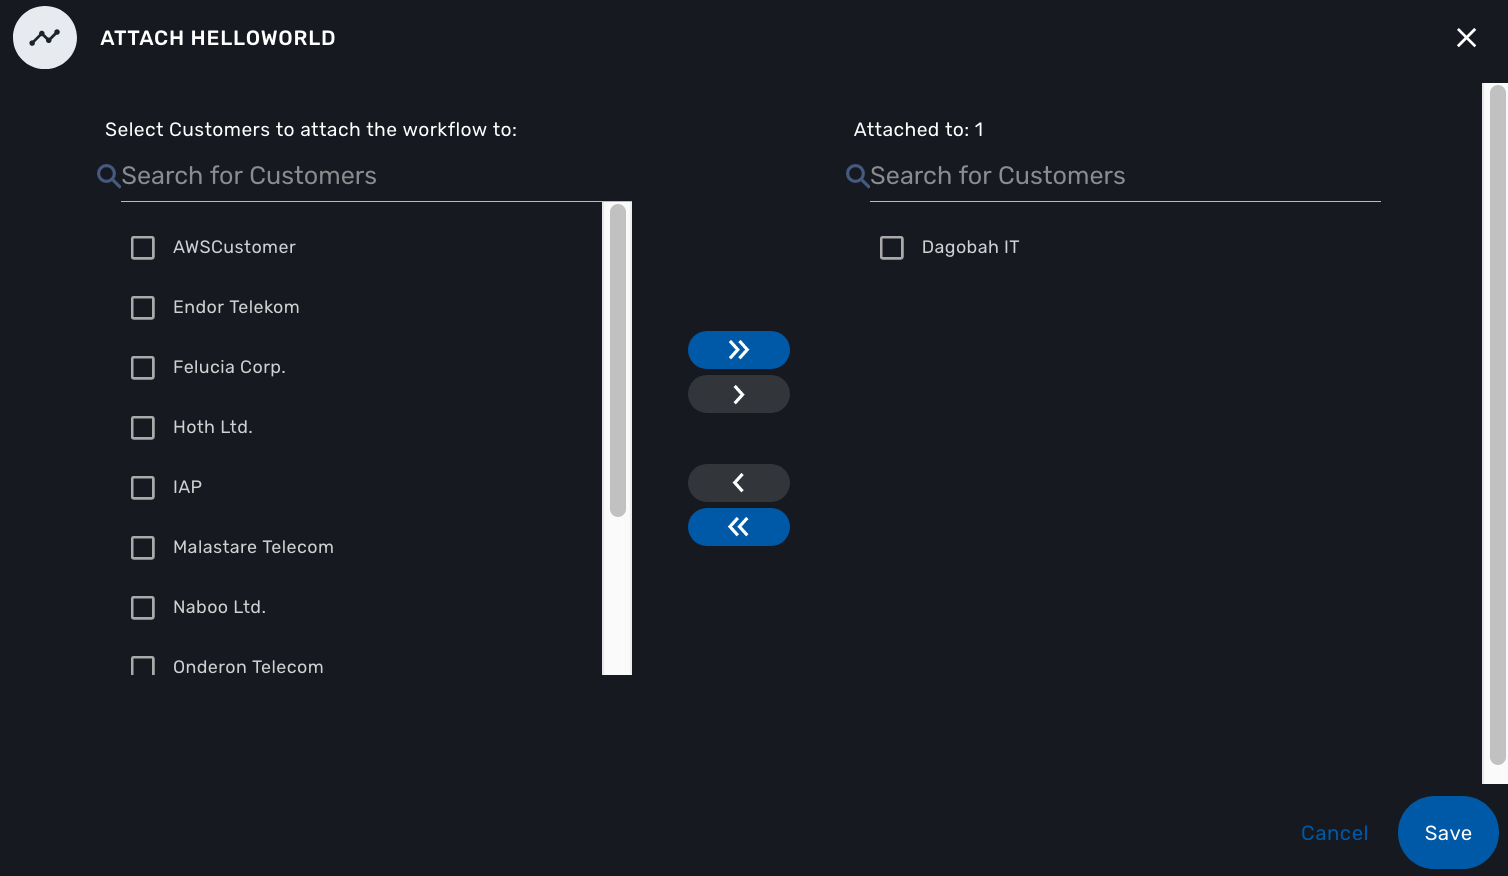 ATTACH HELLOWORLD
Select Customers to attach the workflow to:
Search for Customers
AWSCustomer
Endor Telekom
Felucia Corp.
Hoth Ltd.
IAP
Malastare Telecom
Naboo Ltd.
Onderon Telecom
Attached to: 1
Search for Customers
Dagobah IT
Cancel
Save